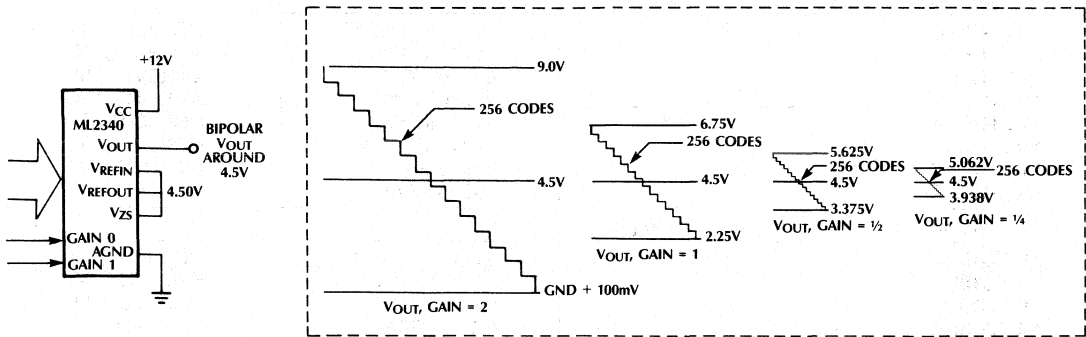 +12V
VCC
ML2340
VOUT
VREFIN
VREFOUT
VZS
GAIN 0
AGND
GAIN 1
4.50V
BIPOLAR
VOUT
AROUND
4.5V
9.0V
256 CODES
4.5V
GND + 100mV
VOUT, GAIN = 2
6.75V
256 CODES
4.5V
2.25V
VOUT, GAIN = 1
5.625V
256 CODES
4.5V
3.375V
VOUT, GAIN = ½
5.062V
256 CODES
4.5V
3.938V
VOUT, GAIN = ¼